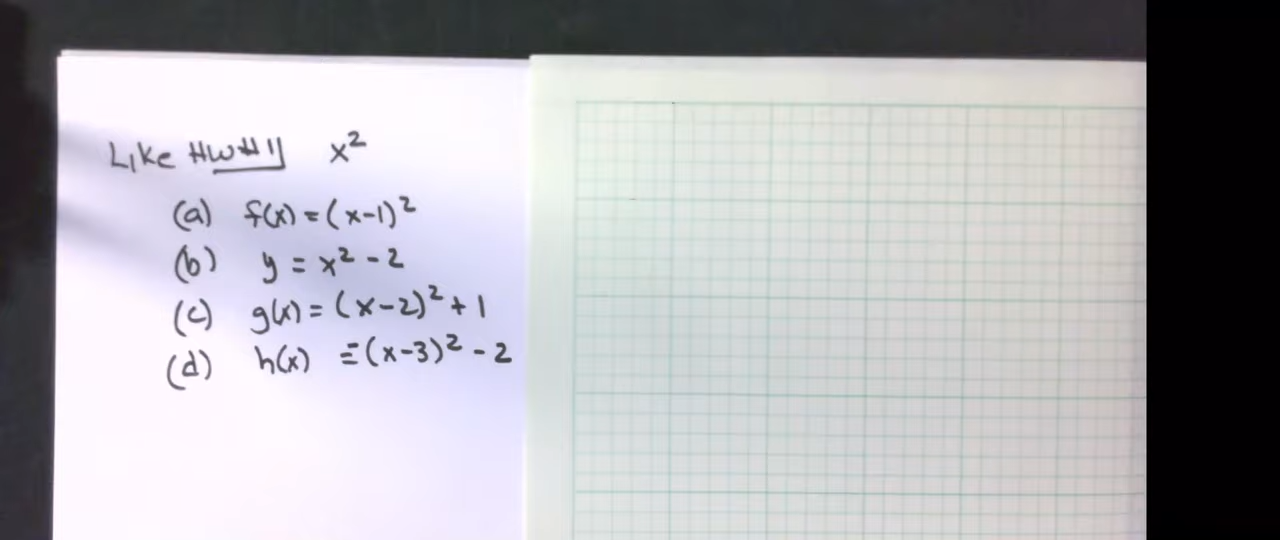 Like HW#11 x²
(a) f(x) = (x-1)²
(b) y = x² - 2
(c) g(x) = (x-2)² + 1
(d) h(x) = (x-3)² - 2